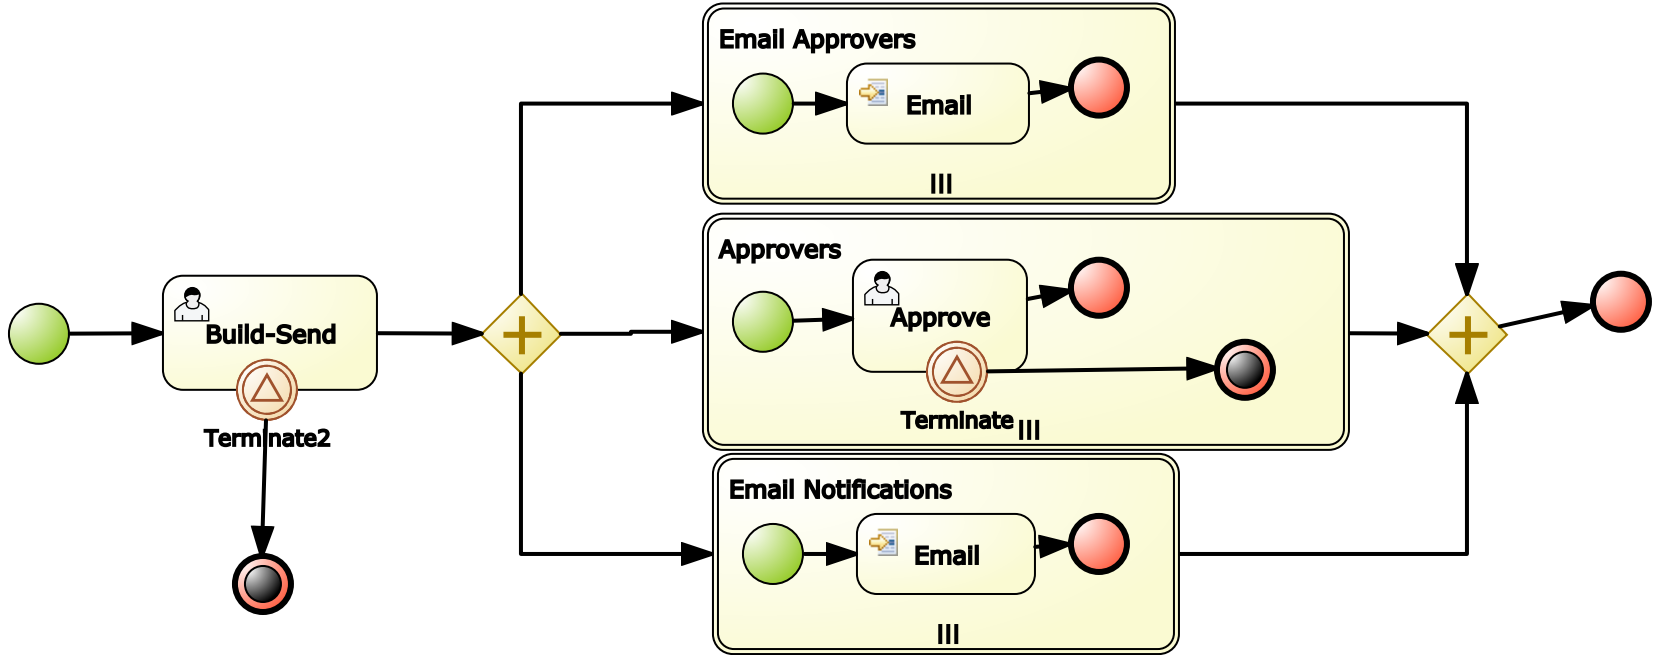 Email Approvers
Email
Approvers
Approve
Terminate
Build-Send
Terminate2
Email Notifications
Email